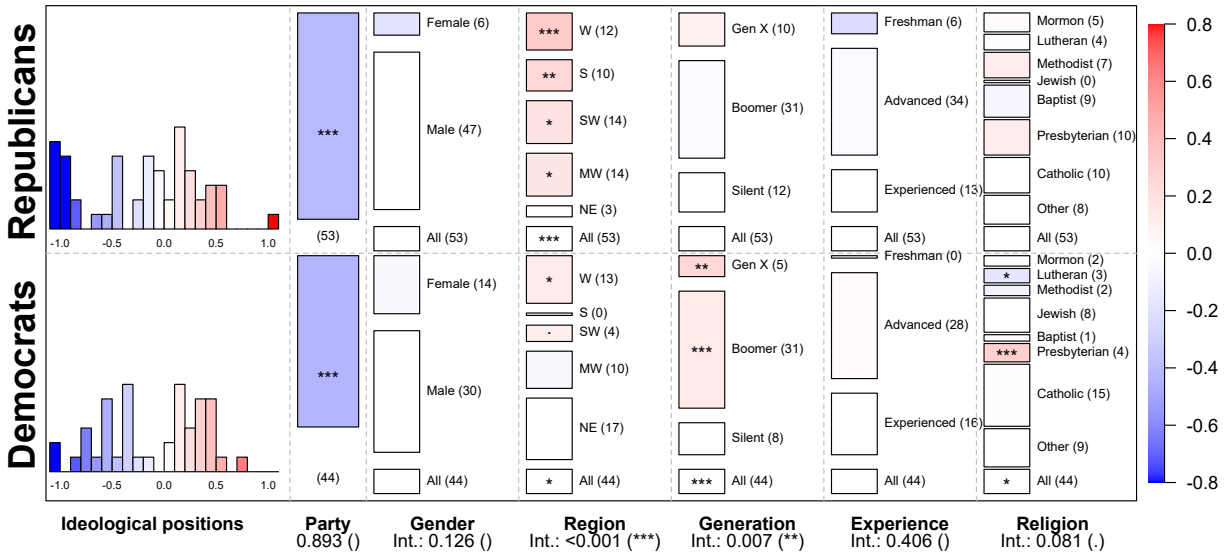 Republicans
-1.0 -0.5 0.0 0.5 1.0
***
(53)
Female (6)
Male (47)
All (53)
*** W (12)
** S (10)
* SW (14)
* MW (14)
NE (3)
*** All (53)
Gen X (10)
Boomer (31)
Silent (12)
All (53)
Freshman (6)
Advanced (34)
Experienced (13)
All (53)
Mormon (5)
Lutheran (4)
Methodist (7)
Jewish (0)
Baptist (9)
Presbyterian (10)
Catholic (10)
Other (8)
All (53)
Democrats
-1.0 -0.5 0.0 0.5 1.0
***
(44)
Female (14)
Male (30)
All (44)
* W (13)
S (0)
. SW (4)
MW (10)
NE (17)
* All (44)
** Gen X (5)
*** Boomer (31)
Silent (8)
*** All (44)
Freshman (0)
Advanced (28)
Experienced (16)
All (44)
Mormon (2)
* Lutheran (3)
Methodist (2)
Jewish (8)
Baptist (1)
*** Presbyterian (4)
Catholic (15)
Other (9)
* All (44)
0.8
0.6
0.4
0.2
0.0
-0.2
-0.4
-0.6
-0.8
Ideological positions
Party
0.893 ()
Gender
Int.: 0.126 ()
Region
Int.: <0.001 (***)
Generation
Int.: 0.007 (**)
Experience
Int.: 0.406 ()
Religion
Int.: 0.081 (.)